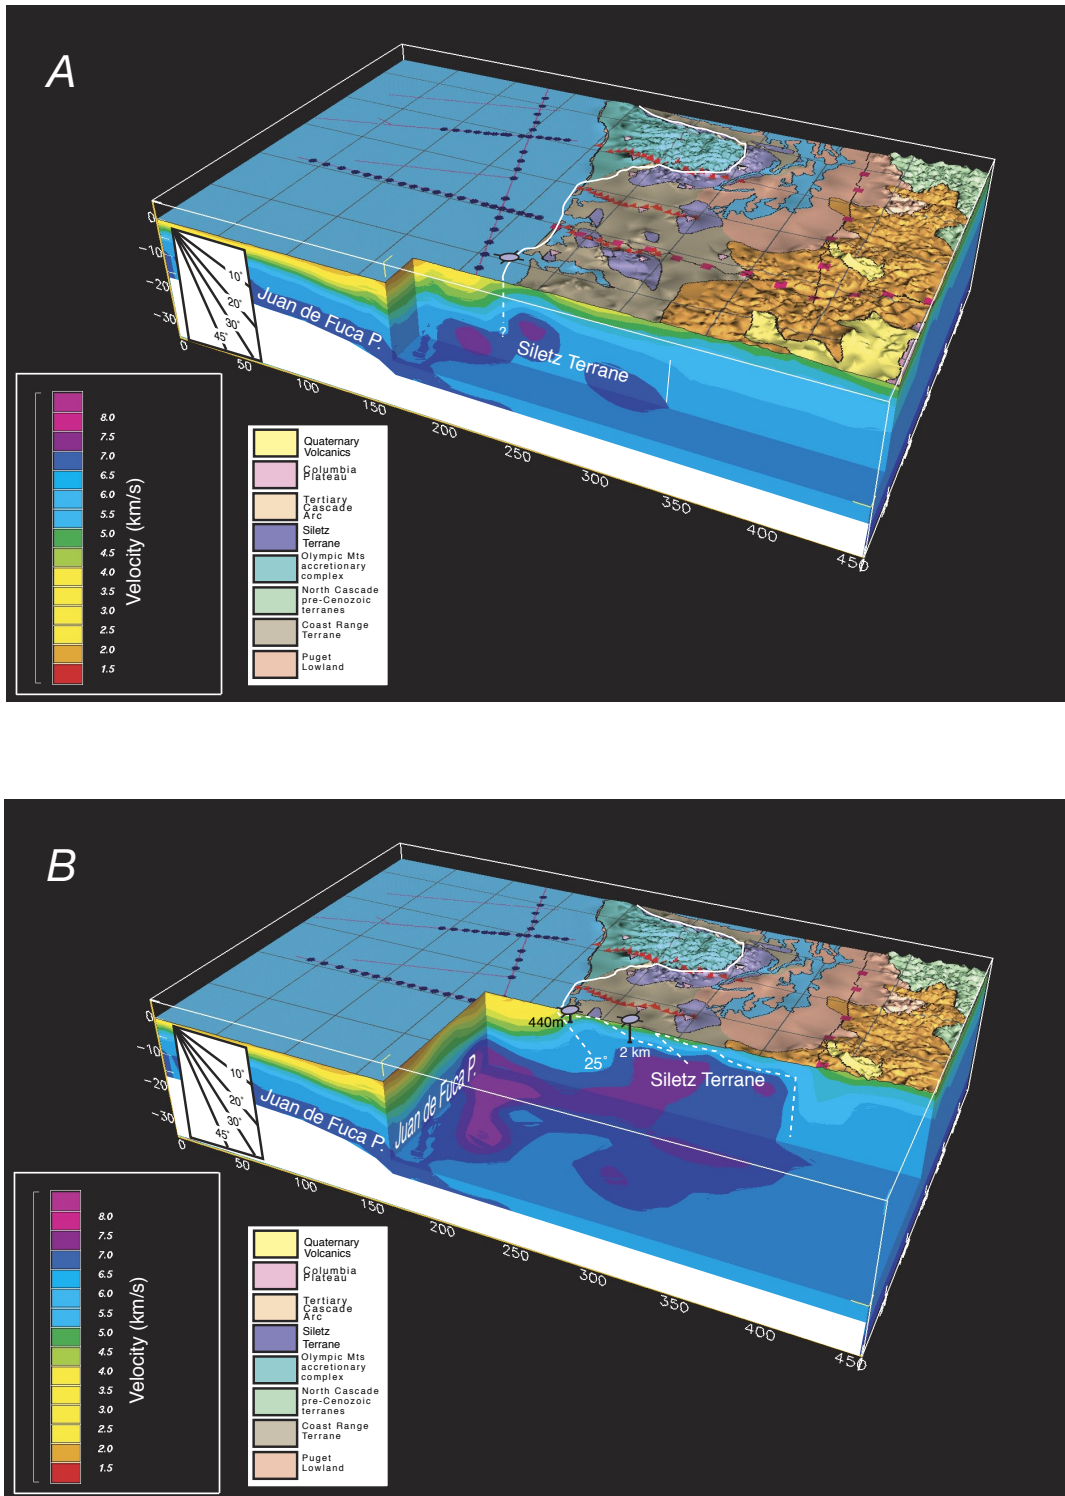 A
0
-10
-20
-30
10°
20°
30°
45°
Juan de Fuca P.
?
Siletz Terrane
0
50
100
150
200
250
300
350
400
450
8.0
7.5
7.0
6.5
6.0
5.5
5.0
4.5
4.0
3.5
3.0
2.5
2.0
1.5
Velocity (km/s)
Quaternary
Volcanics
Columbia
Plateau
Tertiary
Cascade
Arc
Siletz
Terrane
Olympic Mts
accretionary
complex
North Cascade
pre-Cenozoic
terranes
Coast Range
Terrane
Puget
Lowland
B
0
-10
-20
-30
10°
20°
30°
45°
Juan de Fuca P.
Juan de Fuca P.
440m
25°
2 km
Siletz Terrane
0
50
100
150
200
250
300
350
400
450
8.0
7.5
7.0
6.5
6.0
5.5
5.0
4.5
4.0
3.5
3.0
2.5
2.0
1.5
Velocity (km/s)
Quaternary
Volcanics
Columbia
Plateau
Tertiary
Cascade
Arc
Siletz
Terrane
Olympic Mts
accretionary
complex
North Cascade
pre-Cenozoic
terranes
Coast Range
Terrane
Puget
Lowland